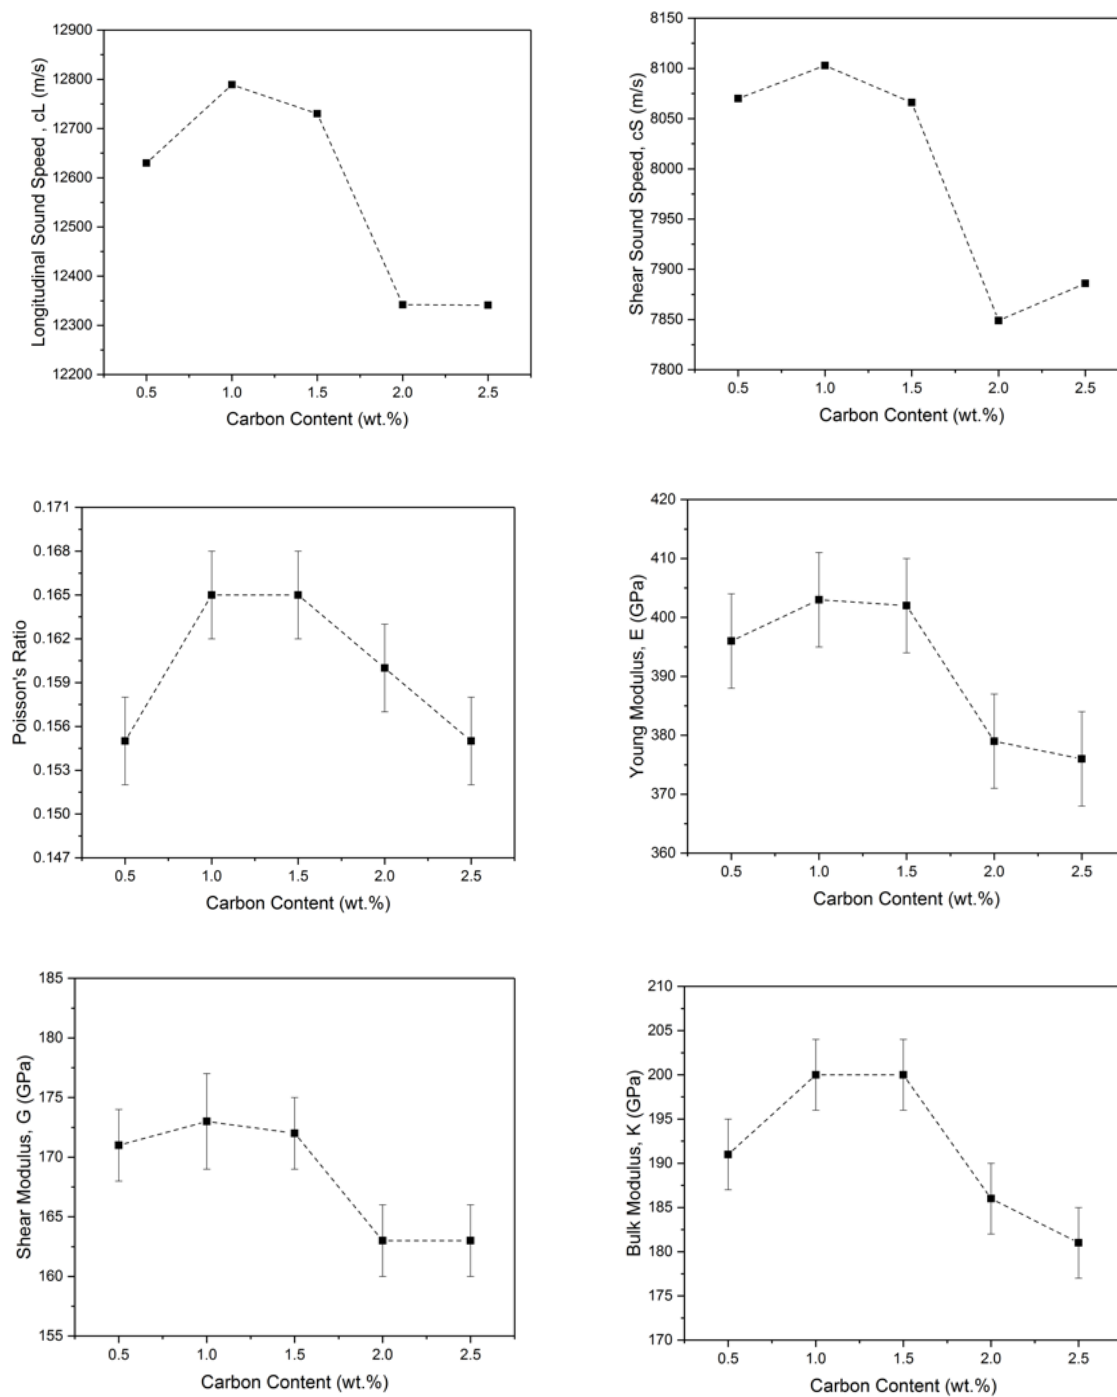 12900
12800
12700
12600
12500
12400
12300
12200
Longitudinal Sound Speed , cL (m/s)
0.5 1.0 1.5 2.0 2.5
Carbon Content (wt.%)
8150
8100
8050
8000
7950
7900
7850
7800
Shear Sound Speed, cS (m/s)
0.5 1.0 1.5 2.0 2.5
Carbon Content (wt.%)
0.171
0.168
0.165
0.162
0.159
0.156
0.153
0.150
0.147
Poisson's Ratio
0.5 1.0 1.5 2.0 2.5
Carbon Content (wt.%)
420
410
400
390
380
370
360
Young Modulus, E (GPa)
0.5 1.0 1.5 2.0 2.5
Carbon Content (wt.%)
185
180
175
170
165
160
155
Shear Modulus, G (GPa)
0.5 1.0 1.5 2.0 2.5
Carbon Content (wt.%)
210
205
200
195
190
185
180
175
170
Bulk Modulus, K (GPa)
0.5 1.0 1.5 2.0 2.5
Carbon Content (wt.%)